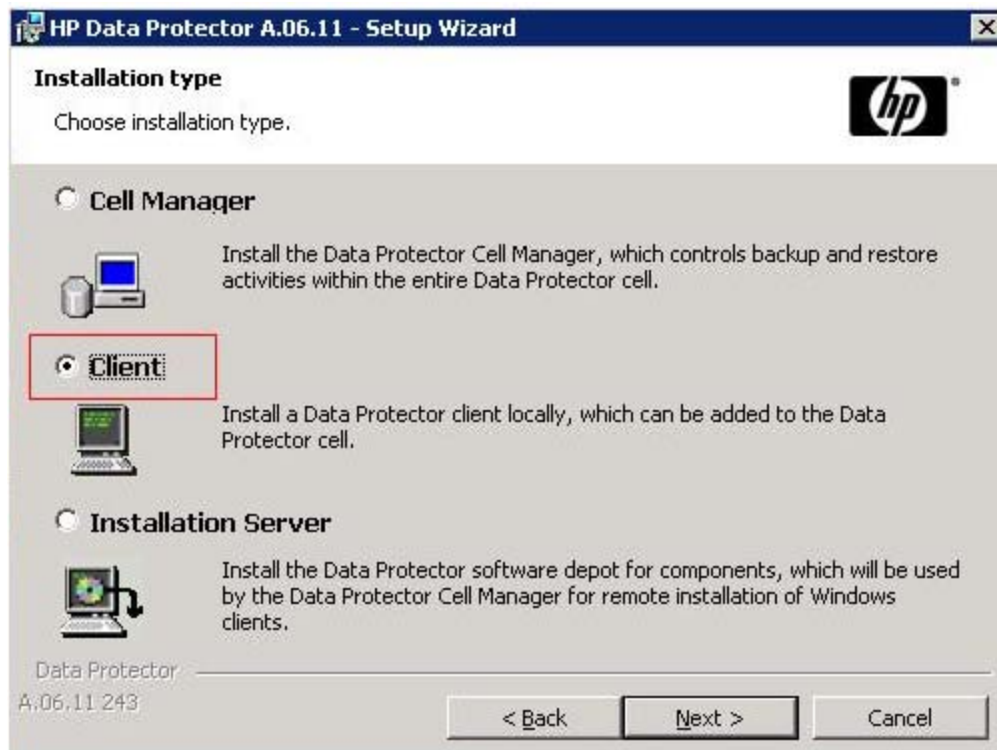 HP Data Protector A.06.11 - Setup Wizard
Installation type
Choose installation type.
hp
Cell Manager
Install the Data Protector Cell Manager, which controls backup and restore
activities within the entire Data Protector cell.
Client
Install a Data Protector client locally, which can be added to the Data
Protector cell.
Installation Server
Install the Data Protector software depot for components, which will be used
by the Data Protector Cell Manager for remote installation of Windows
clients.
Data Protector
A.06.11 243
< Back Next > Cancel